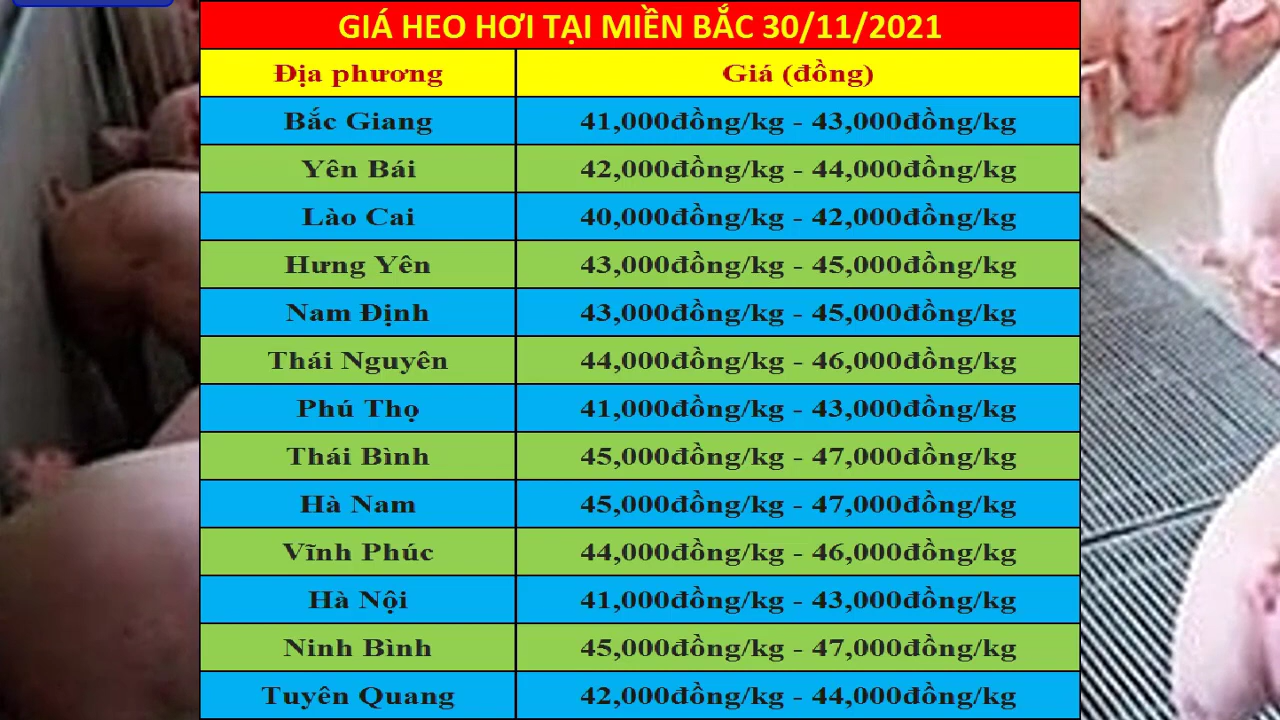 GIÁ HEO HƠI TẠI MIỀN BẮC 30/11/2021
Địa phương Giá (đồng)
Bắc Giang 41,000đồng/kg - 43,000đồng/kg
Yên Bái 42,000đồng/kg - 44,000đồng/kg
Lào Cai 40,000đồng/kg - 42,000đồng/kg
Hưng Yên 43,000đồng/kg - 45,000đồng/kg
Nam Định 43,000đồng/kg - 45,000đồng/kg
Thái Nguyên 44,000đồng/kg - 46,000đồng/kg
Phú Thọ 41,000đồng/kg - 43,000đồng/kg
Thái Bình 45,000đồng/kg - 47,000đồng/kg
Hà Nam 45,000đồng/kg - 47,000đồng/kg
Vĩnh Phúc 44,000đồng/kg - 46,000đồng/kg
Hà Nội 41,000đồng/kg - 43,000đồng/kg
Ninh Bình 45,000đồng/kg - 47,000đồng/kg
Tuyên Quang 42,000đồng/kg - 44,000đồng/kg